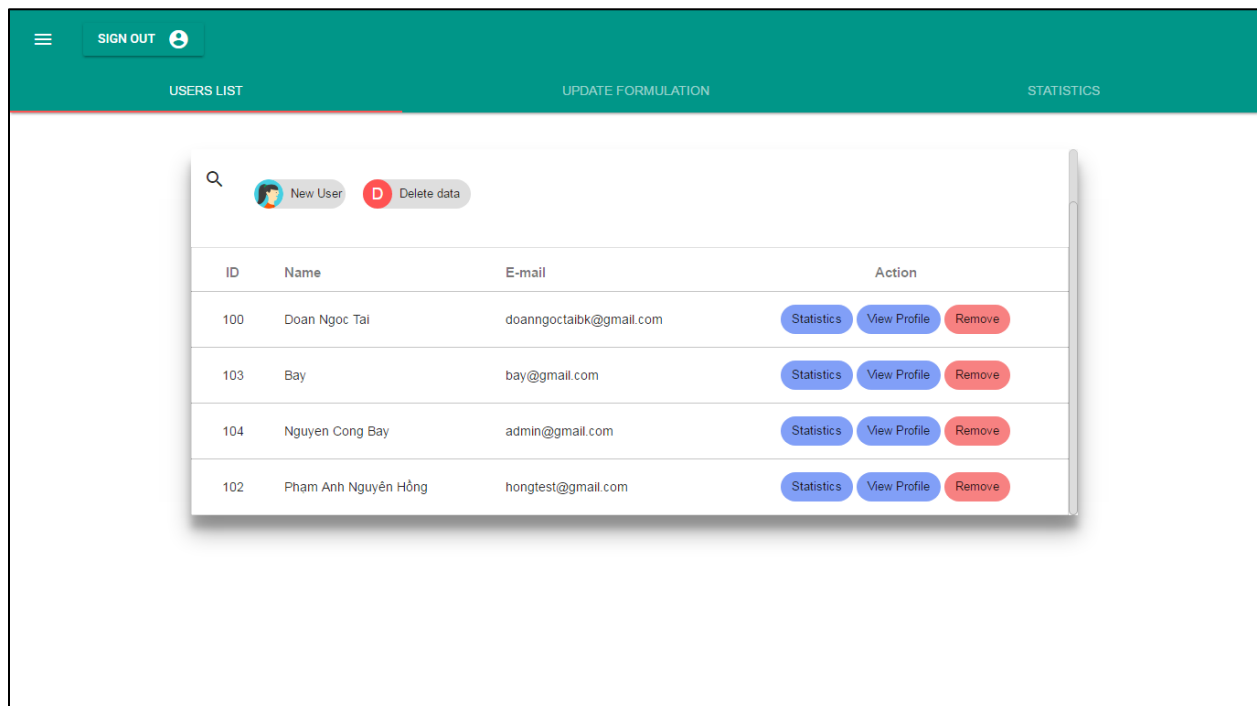 SIGN OUT
USERS LIST UPDATE FORMULATION STATISTICS
New User D Delete data
ID Name E-mail Action
100 Doan Ngoc Tai doanngoctaibk@gmail.com Statistics View Profile Remove
103 Bay bay@gmail.com Statistics View Profile Remove
104 Nguyen Cong Bay admin@gmail.com Statistics View Profile Remove
102 Phạm Anh Nguyên Hồng hongtest@gmail.com Statistics View Profile Remove